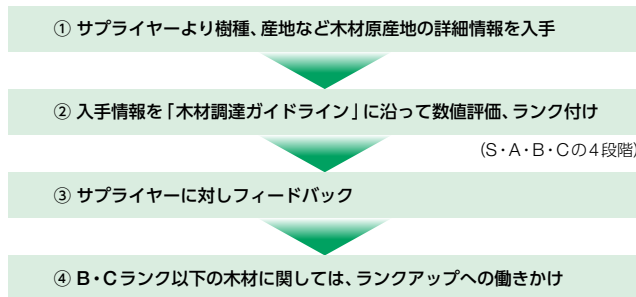 ① サプライヤーより樹種、産地など木材原産地の詳細情報を入手
② 入手情報を「木材調達ガイドライン」に沿って数値評価、ランク付け
(S・A・B・Cの4段階)
③ サプライヤーに対しフィードバック
④ B・Cランク以下の木材に関しては、ランクアップへの働きかけ